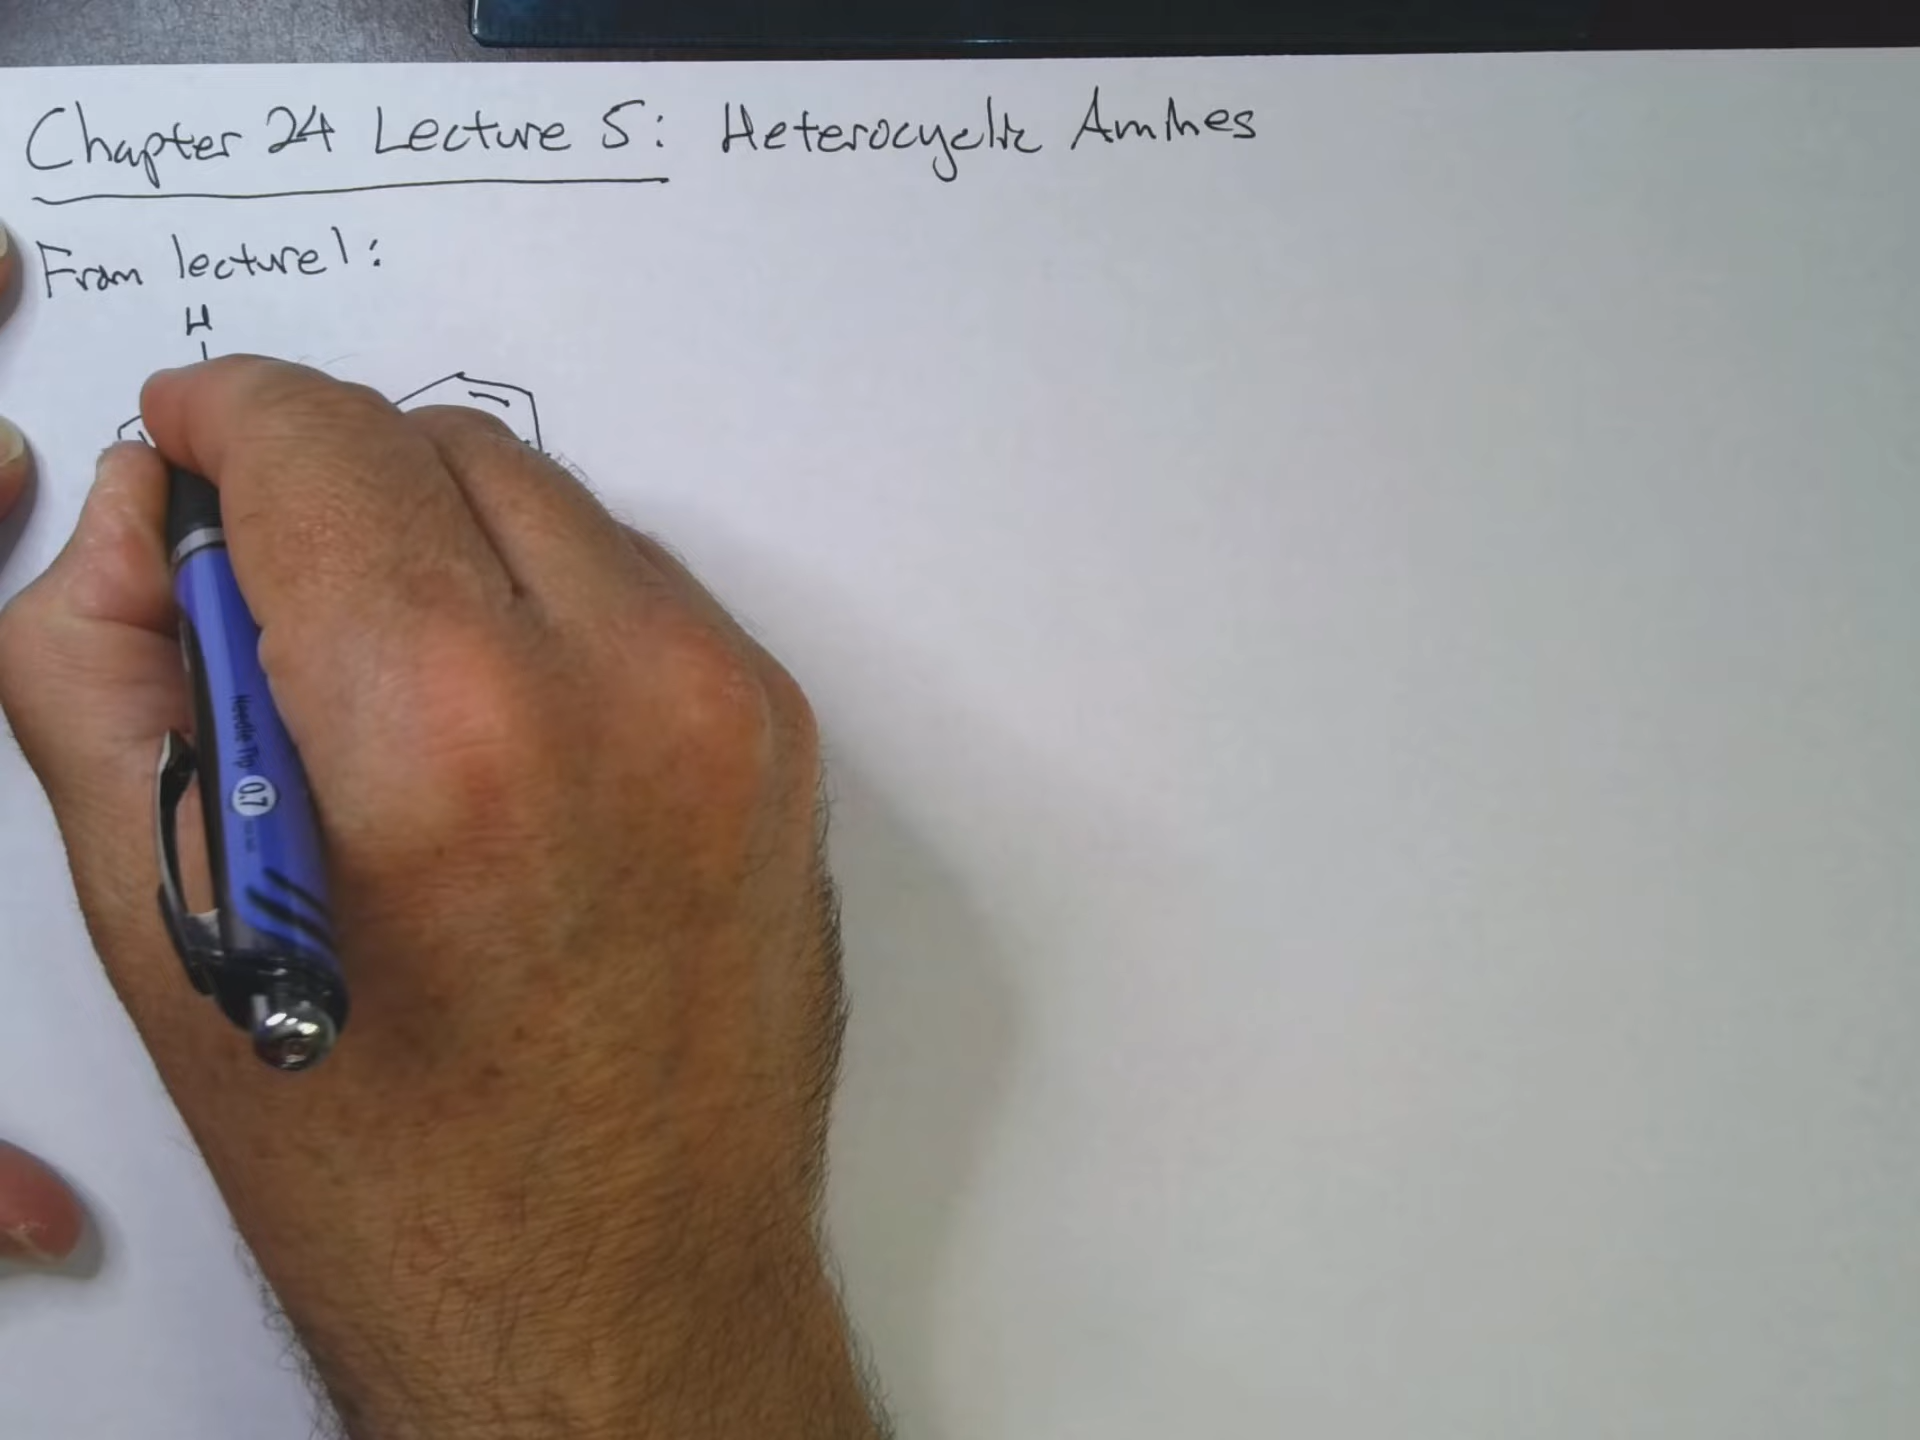 Chapter 24 Lecture 5: Heterocyclic Amines
From lecture 1:
H
Needle Tip 0.7